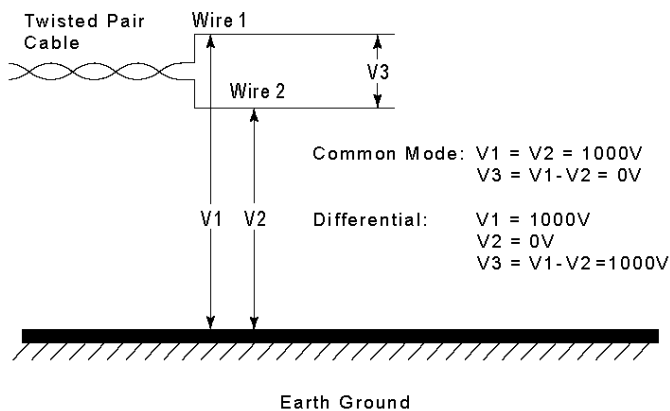 Twisted Pair
Cable
Wire 1
V3
Wire 2
Common Mode: V1 = V2 = 1000V
V3 = V1-V2 = 0V
V1
V2
Differential: V1 = 1000V
V2 = 0V
V3 = V1-V2=1000V
Earth Ground